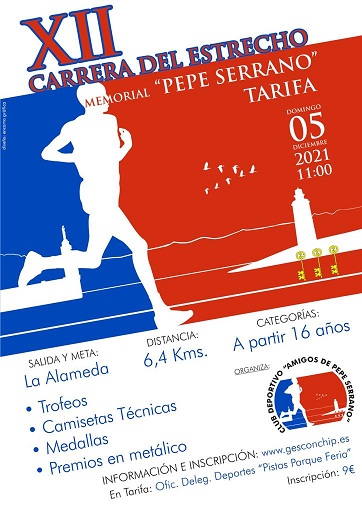 XII
CARRERA DEL ESTRECHO
MEMORIAL "PEPE SERRANO"
TARIFA
DOMINGO
05
DICIEMBRE
2021
11:00
SALIDA Y META:
La Alameda
DISTANCIA:
6,4 Kms.
CATEGORÍAS:
A partir 16 años
• Trofeos
• Camisetas Técnicas
• Medallas
• Premios en metálico
ORGANIZA:
CLUB DEPORTIVO "AMIGOS DE PEPE SERRANO"
INFORMACIÓN E INSCRIPCIÓN: www.gesconchip.es
En Tarifa: Ofic. Deleg. Deportes "Pistas Parque Feria"
Inscripción: 9€